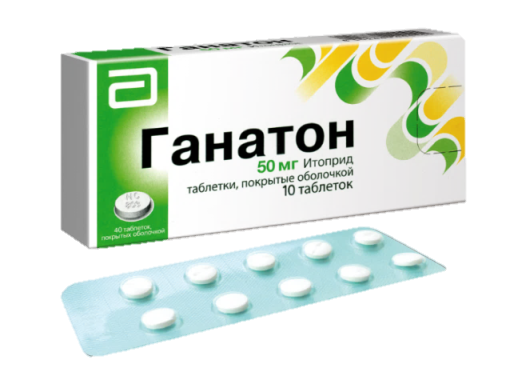 Ганатон
50 мг Итоприд
таблетки, покрытые оболочкой
10 таблеток
40 таблеток,
покрытых оболочкой